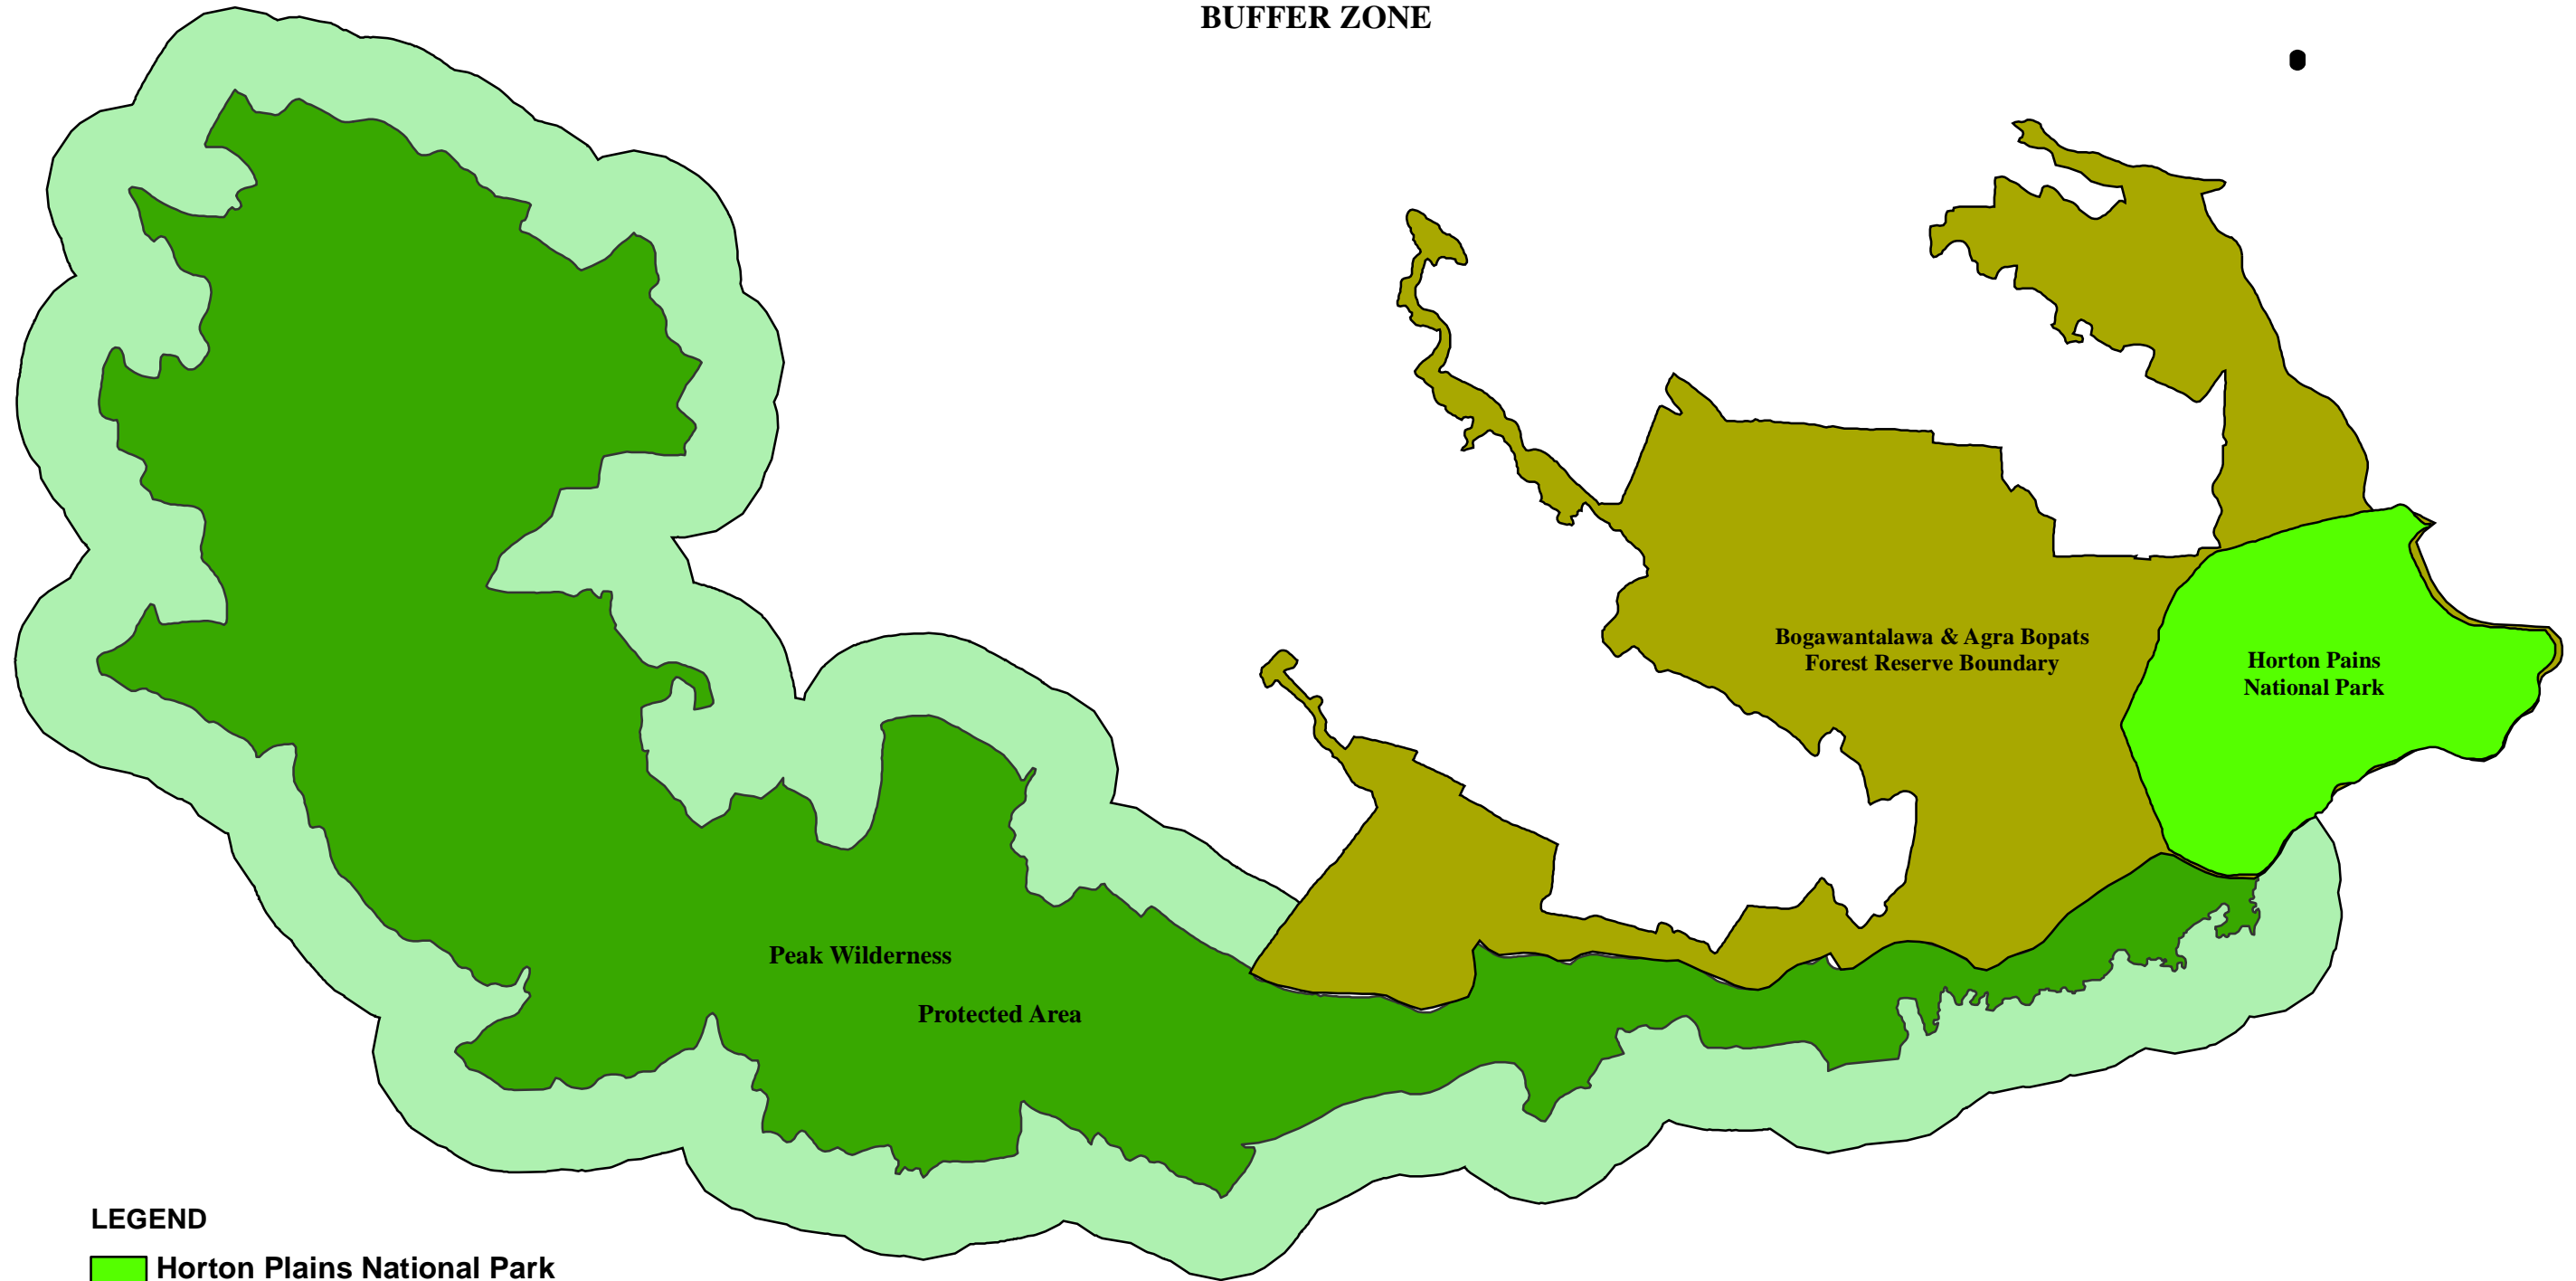 BUFFER ZONE
Bogawantalawa & Agra Bopats
Forest Reserve Boundary
Horton Pains
National Park
Peak Wilderness
Protected Area
LEGEND
Horton Plains National Park